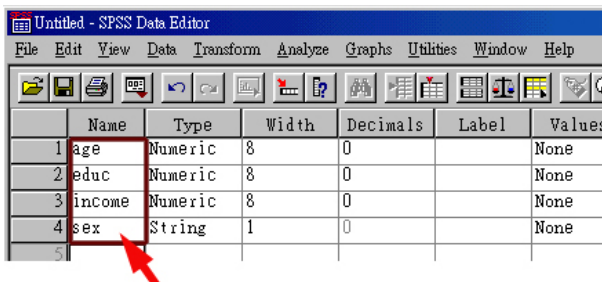 Untitled - SPSS Data Editor
File Edit View Data Transform Analyze Graphs Utilities Window Help
Name Type Width Decimals Label Values
1 age Numeric 8 0 None
2 educ Numeric 8 0 None
3 income Numeric 8 0 None
4 sex String 1 0 None
5